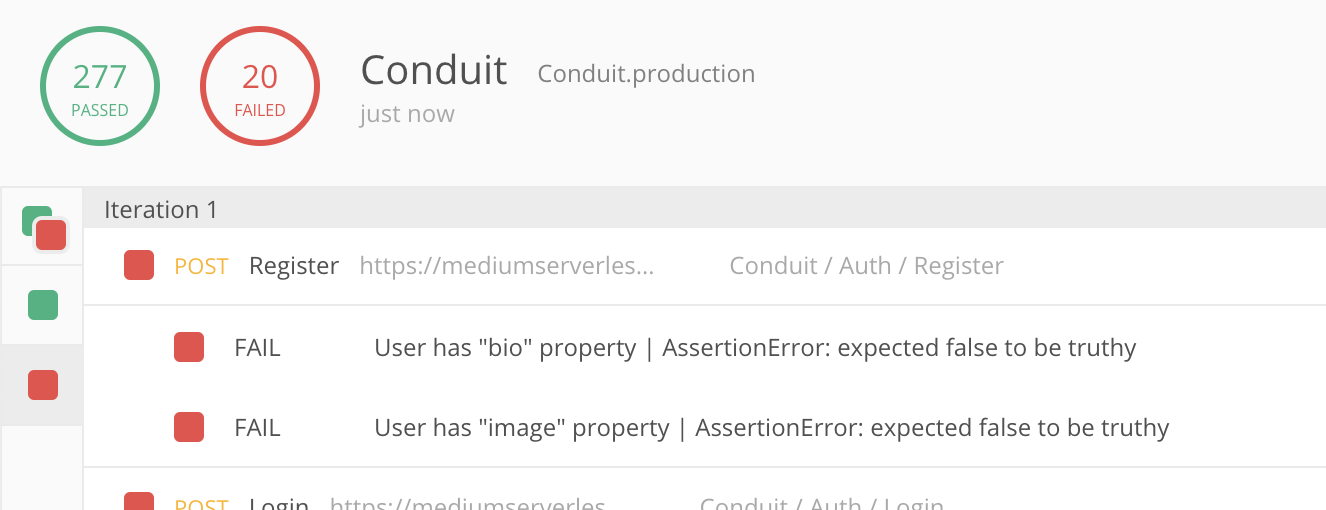 277
PASSED
20
FAILED
Conduit Conduit.production
just now
Iteration 1
POST Register https://mediumserverles... Conduit / Auth / Register
FAIL User has "bio" property | AssertionError: expected false to be truthy
FAIL User has "image" property | AssertionError: expected false to be truthy
POST Login https://mediumserverles Conduit / Auth / Login